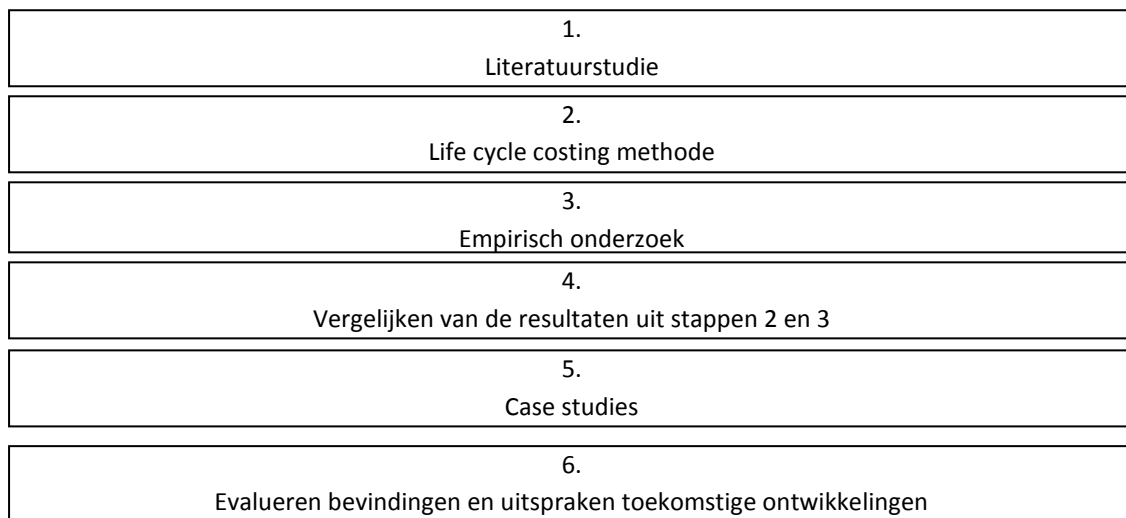 1.
Literatuurstudie
2.
Life cycle costing methode
3.
Empirisch onderzoek
4.
Vergelijken van de resultaten uit stappen 2 en 3
5.
Case studies
6.
Evalueren bevindingen en uitspraken toekomstige ontwikkelingen